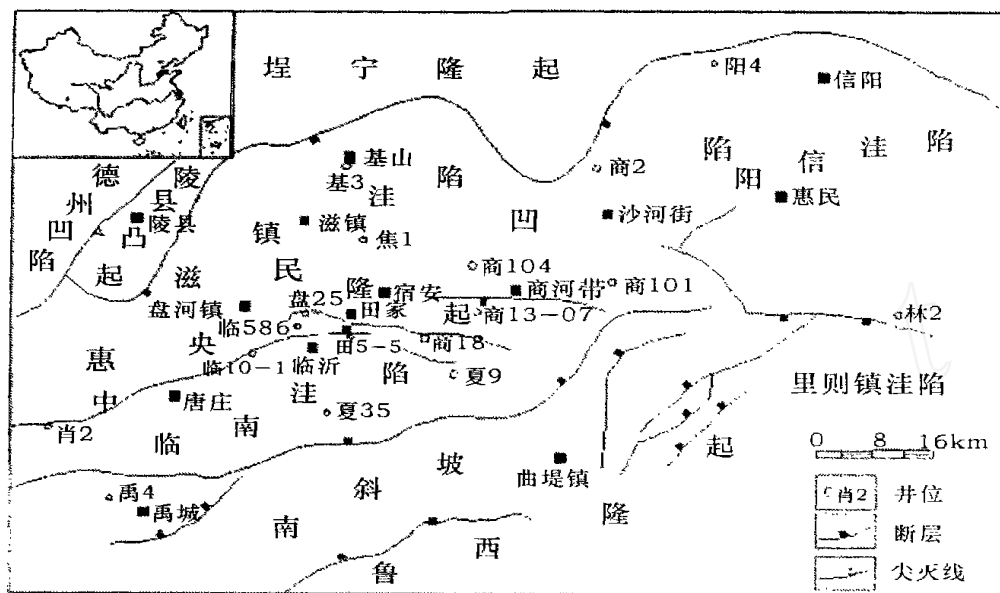 埕宁隆起
阳4
信阳
基山
基3
陷
商2
陷阳信洼陷
惠民
德州凹陷
陵县凸起
陵县
洼
滋镇
镇
焦1
凹
沙河街
民
滋
隆
商104
宿安
商河带
商101
盘河镇
盘25
田家
起
商13-07
林2
临586
央
田5-5
商18
惠
临10-1
临沂
陷
夏9
里则镇洼陷
中
唐庄
洼
夏35
肖2
临
南
起
0 8 16km
坡
曲堤镇
禹4
禹城
斜
隆
肖2 井位
南
西
断层
鲁
尖灭线